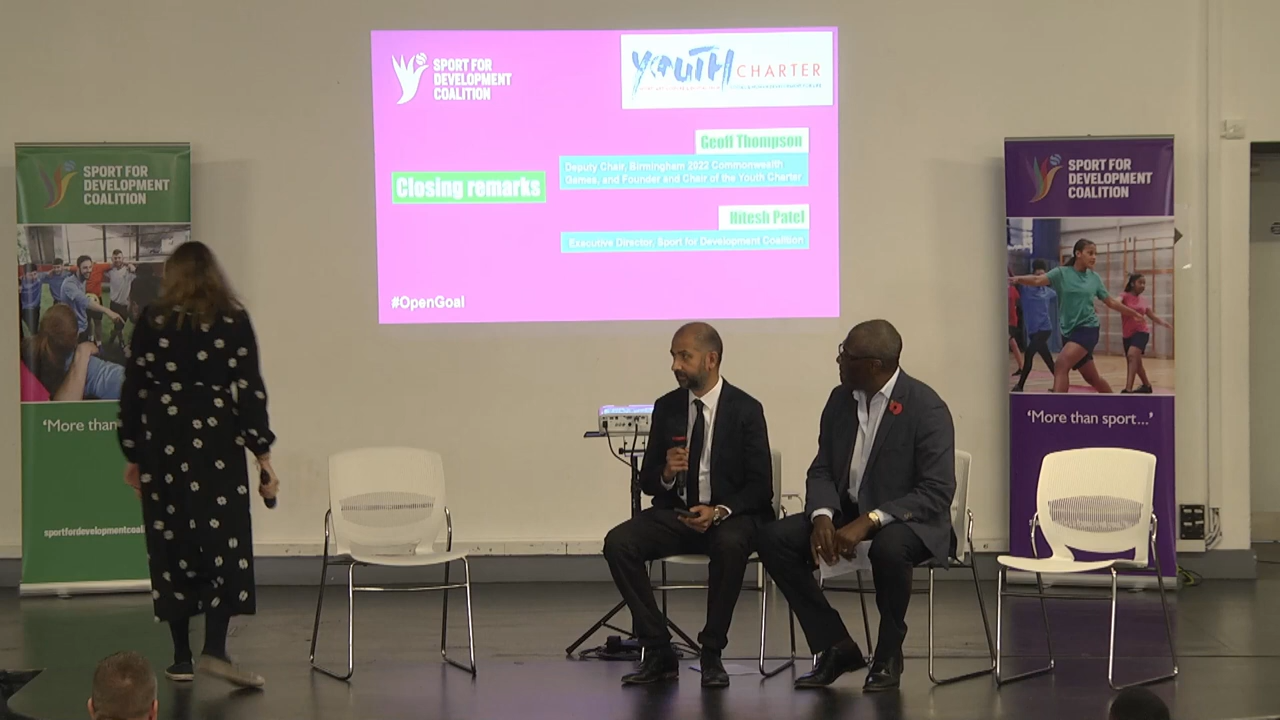 SPORT FOR
DEVELOPMENT
COALITION
YOUTH CHARTER
Geoff Thompson
Deputy Chair, Birmingham 2022 Commonwealth
Games, and Founder and Chair of the Youth Charter
Closing remarks
Hitesh Patel
Executive Director, Sport for Development Coalition
#OpenGoal
SPORT FOR
DEVELOPMENT
COALITION
'More than
sportfordevelopmentcoali
SPORT FOR
DEVELOPMENT
COALITION
'More than sport...'